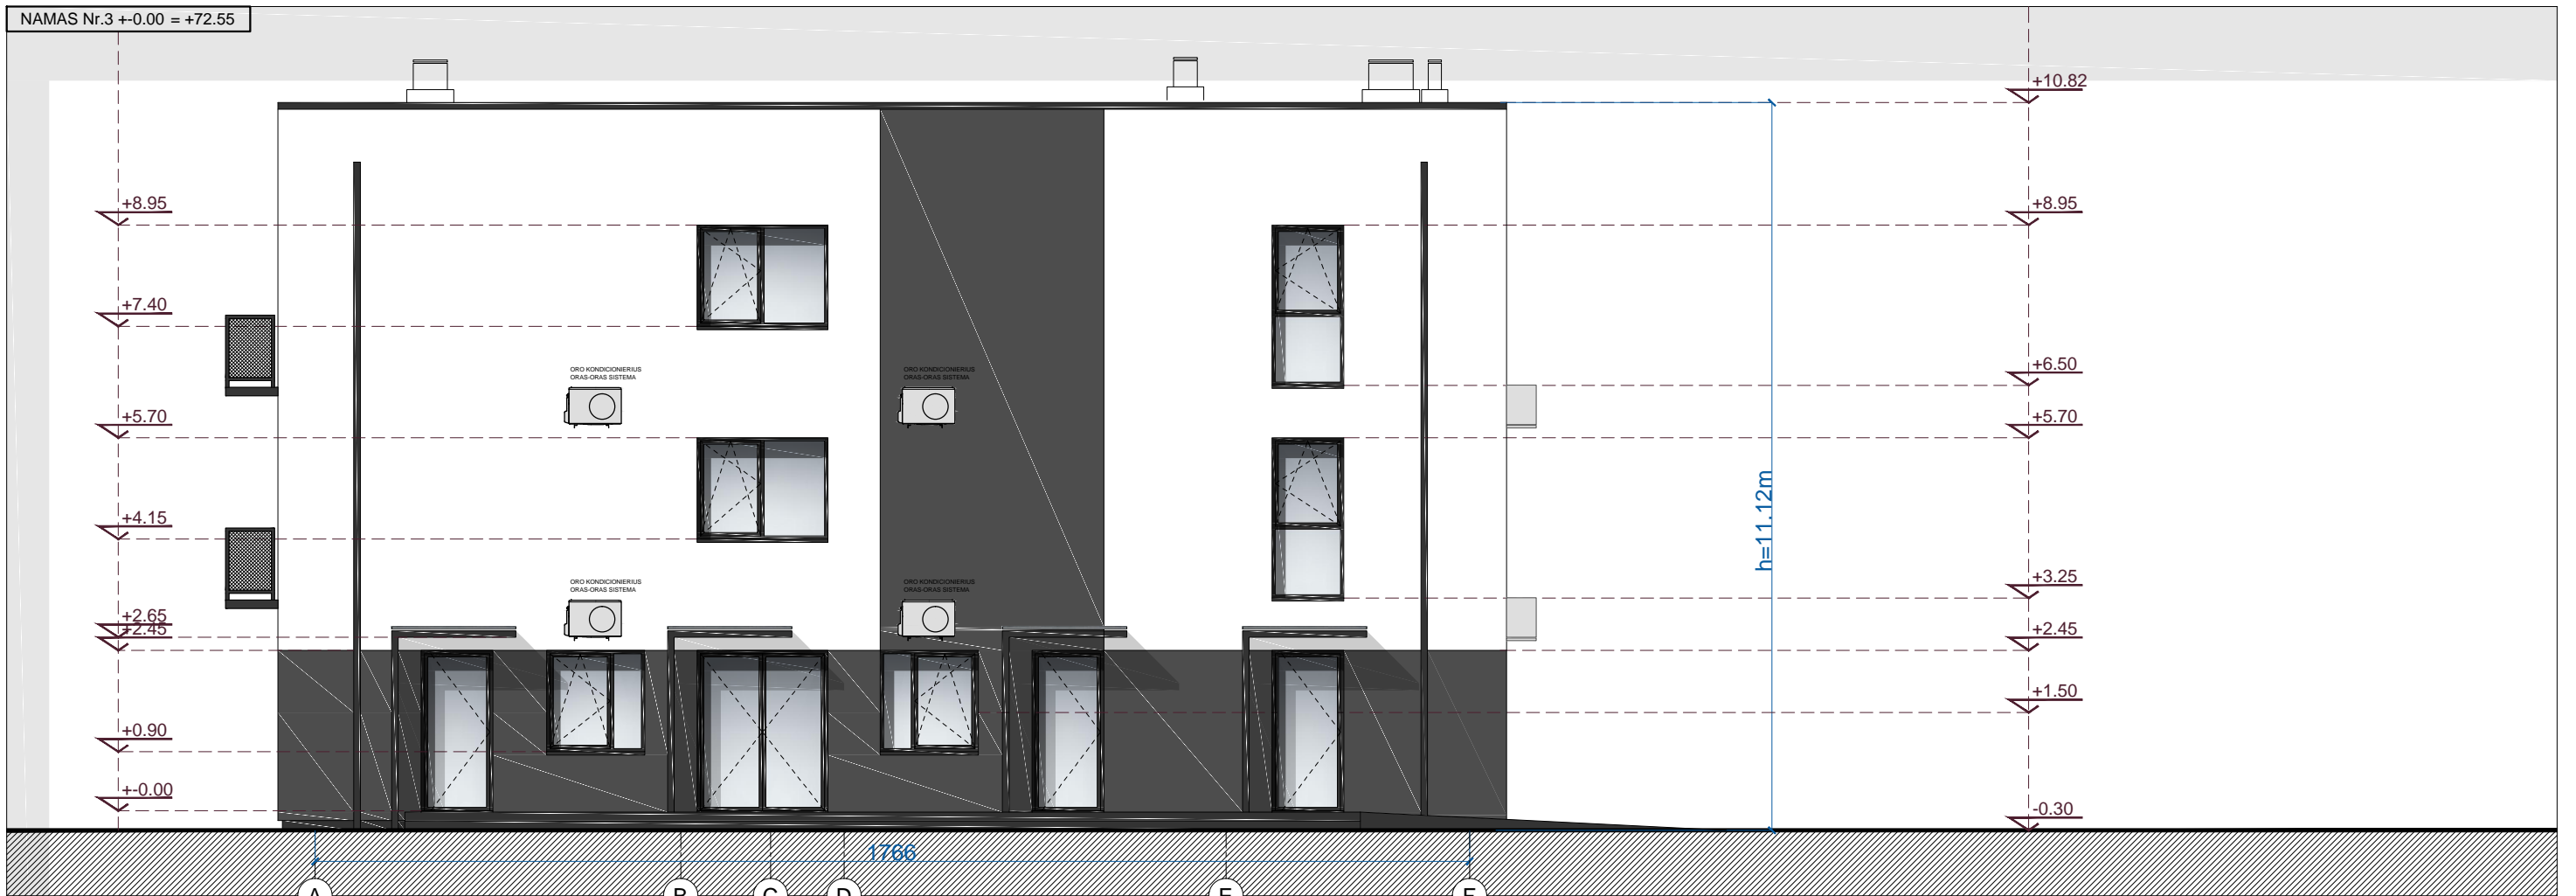 NAMAS Nr.3 +-0.00 = +72.55
+10.82
+8.95
+8.95
+7.40
ORO KONDICIONIERIUS
ORAS-ORAS SISTEMA
ORO KONDICIONIERIUS
ORAS-ORAS SISTEMA
+6.50
+5.70
+5.70
+4.15
h=11.12m
ORO KONDICIONIERIUS
ORAS-ORAS SISTEMA
ORO KONDICIONIERIUS
ORAS-ORAS SISTEMA
+3.25
+2.65
+2.45
+2.45
+1.50
+0.90
+-0.00
-0.30
1766
A
B
C
D